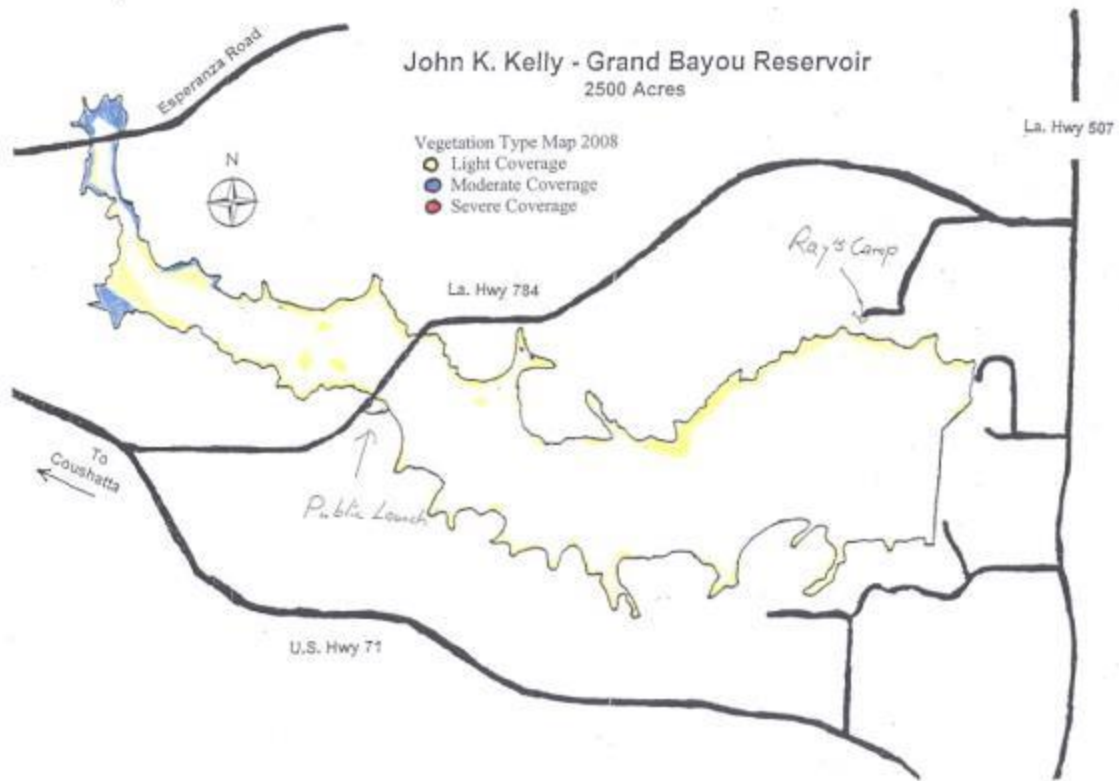 John K. Kelly - Grand Bayou Reservoir
2500 Acres
Esperanza Road
La. Hwy 507
Vegetation Type Map 2008
Light Coverage
Moderate Coverage
Severe Coverage
N
Ray's Camp
La. Hwy 784
To
Coushatta
Public Launch
U.S. Hwy 71